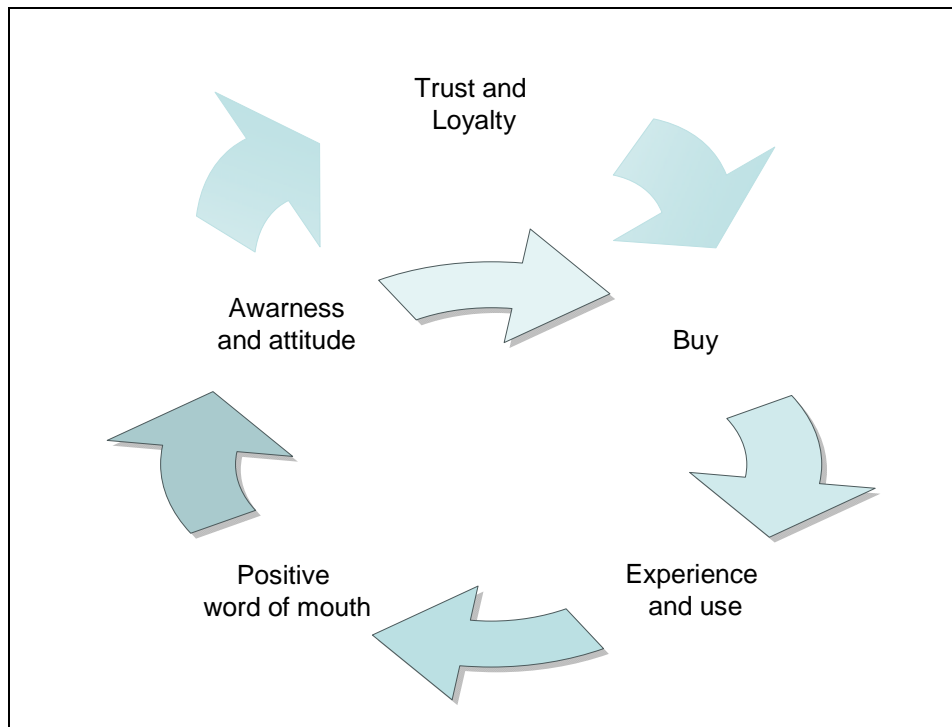 Trust and
Loyalty
Awarness
and attitude
Buy
Experience
and use
Positive
word of mouth